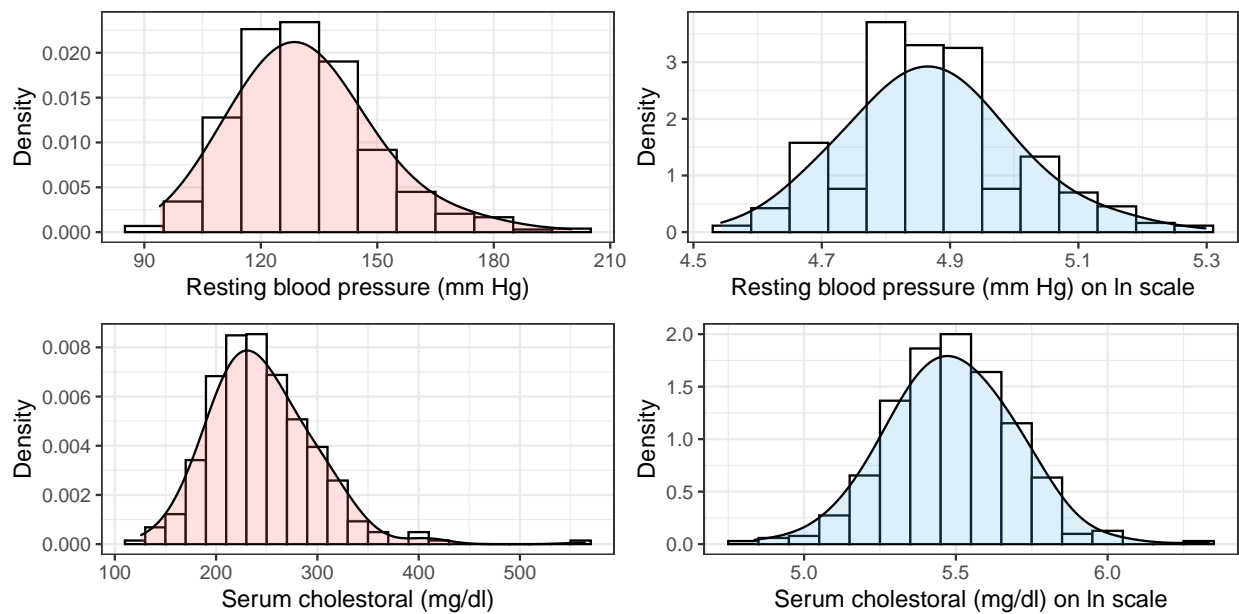 0.020
0.015
0.010
0.005
0.000
Density
90 120 150 180 210
Resting blood pressure (mm Hg)
3
2
1
0
Density
4.5 4.7 4.9 5.1 5.3
Resting blood pressure (mm Hg) on ln scale
0.008
0.006
0.004
0.002
0.000
Density
100 200 300 400 500
Serum cholestoral (mg/dl)
2.0
1.5
1.0
0.5
0.0
Density
5.0 5.5 6.0
Serum cholestoral (mg/dl) on ln scale